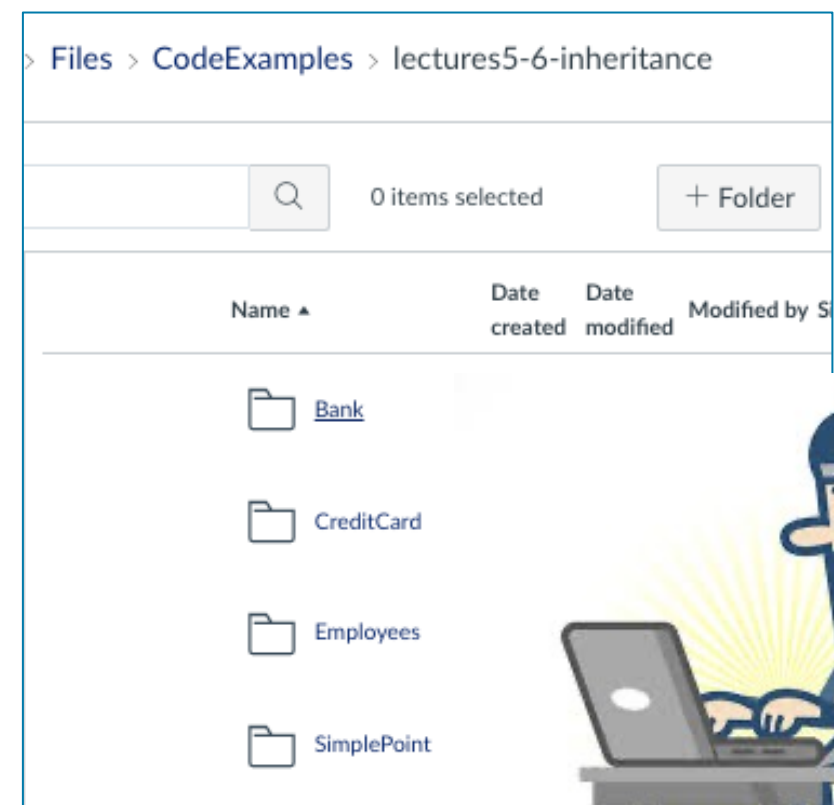 > Files > CodeExamples > lectures5-6-inheritance
0 items selected
+ Folder
Name ▲
Date created
Date modified
Modified by
Bank
CreditCard
Employees
SimplePoint